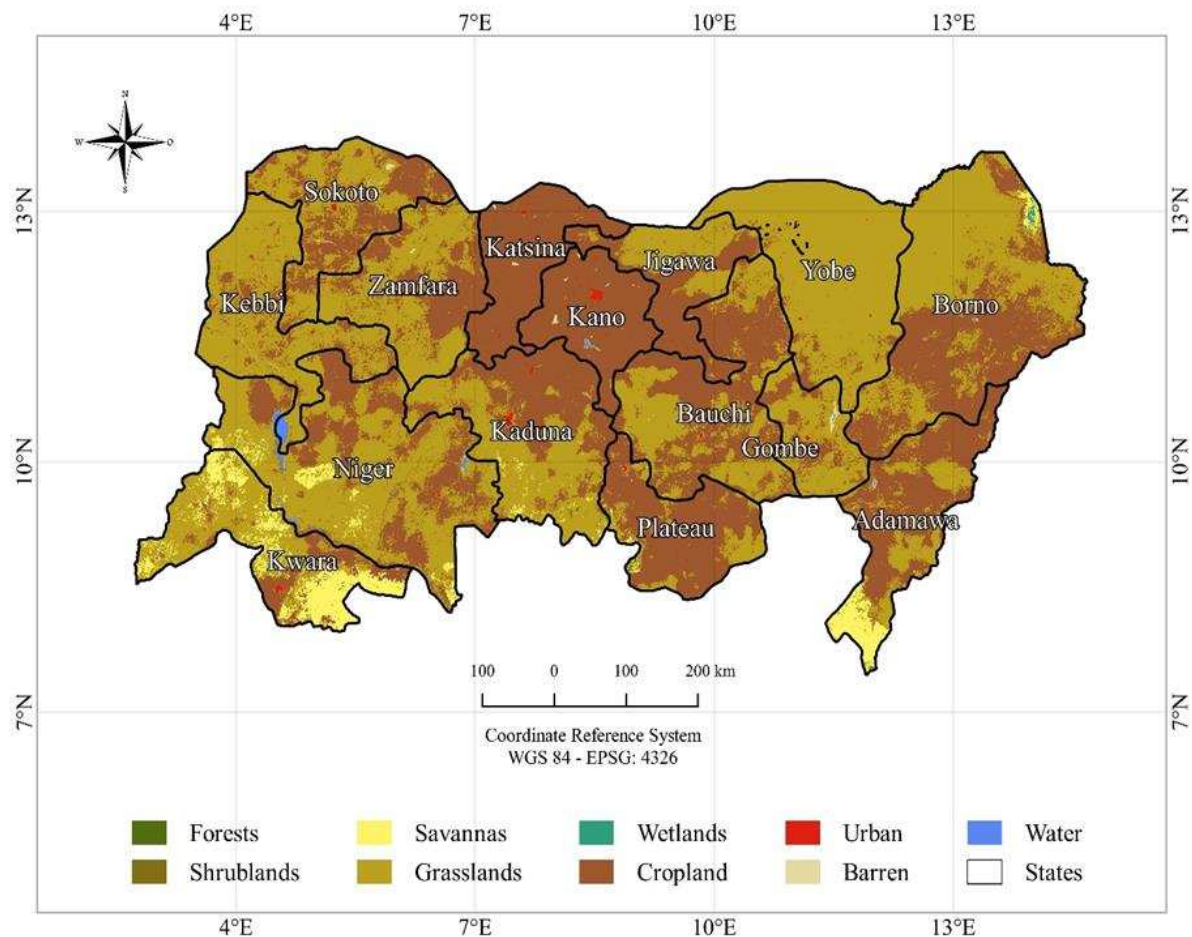 4°E 7°E 10°E 13°E
N
W O
S
13°N 13°N
Sokoto
Katsina
Jigawa
Yobe
Zamfara
Kebbi
Kano
Borno
Bauchi
Kaduna
Gombe
10°N 10°N
Niger
Plateau
Adamawa
Kwara
100 0 100 200 km
7°N 7°N
Coordinate Reference System
WGS 84 - EPSG: 4326
Forests Savannas Wetlands Urban Water
Shrublands Grasslands Cropland Barren States
4°E 7°E 10°E 13°E